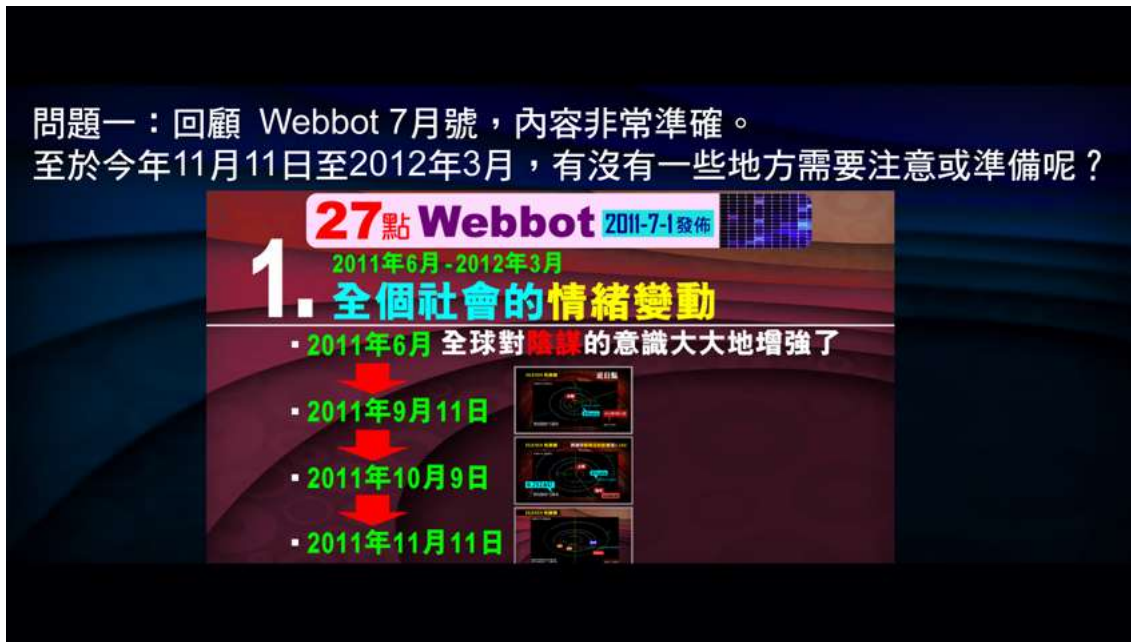 問題一：回顧 Webbot 7月號，內容非常準確。
至於今年11月11日至2012年3月，有沒有一些地方需要注意或準備呢？
27點 Webbot 2011-7-1發佈
1. 2011年6月-2012年3月
全個社會的情緒變動
▪ 2011年6月 全球對陰謀的意識大大地增強了
▪ 2011年9月11日
▪ 2011年10月9日
▪ 2011年11月11日